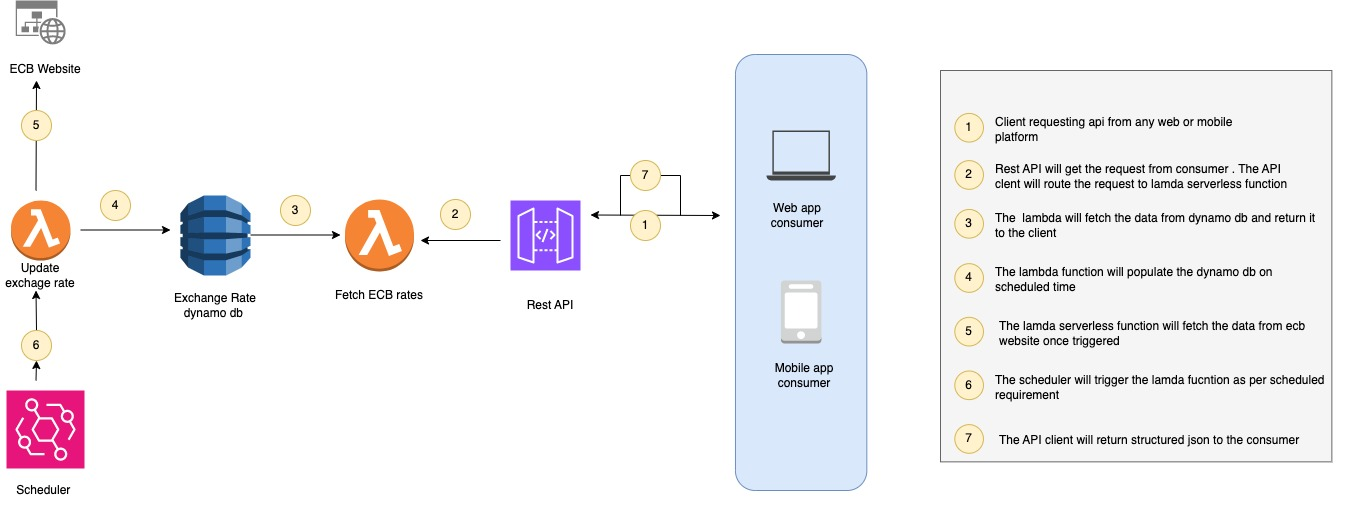 ECB Website
5
4
Update
exchage rate
6
Scheduler
Exchange Rate
dynamo db
3
Fetch ECB rates
2
Rest API
7
1
Web app
consumer
Mobile app
consumer
1
Client requesting api from any web or mobile
platform
2
Rest API will get the request from consumer . The API
clent will route the request to lamda serverless function
3
The lambda will fetch the data from dynamo db and return it
to the client
4
The lambda function will populate the dynamo db on
scheduled time
5
The lamda serverless function will fetch the data from ecb
website once triggered
6
The scheduler will trigger the lamda fucntion as per scheduled
requirement
7
The API client will return structured json to the consumer